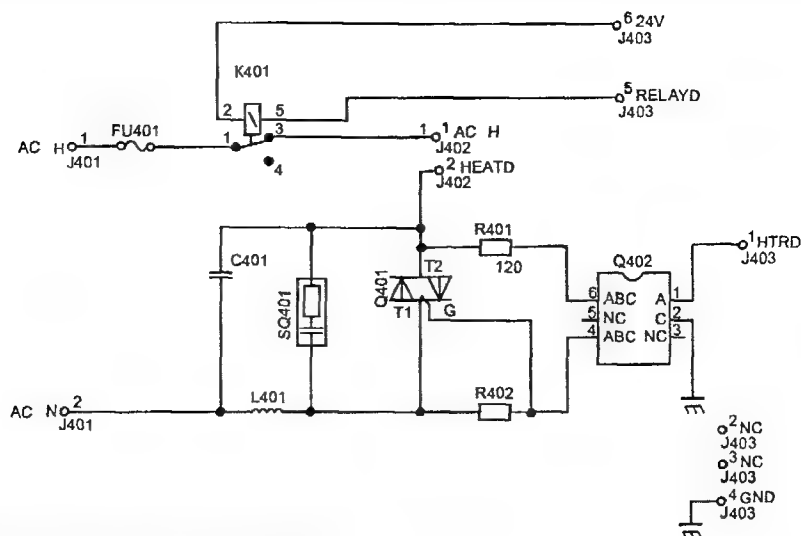 6 24V
J403
K401
2
5
5 RELAYD
J403
FU401
AC H 1
J401
1
3
4
1
1 AC H
J402
2 HEATD
J402
R401
120
C401
SQ401
Q401
T2
T1
G
Q402
6 ABC A 1
5 NC C 2
4 ABC NC 3
1 HTRD
J403
AC N 2
J401
L401
R402
E
2 NC
J403
3 NC
J403
4 GND
J403
E